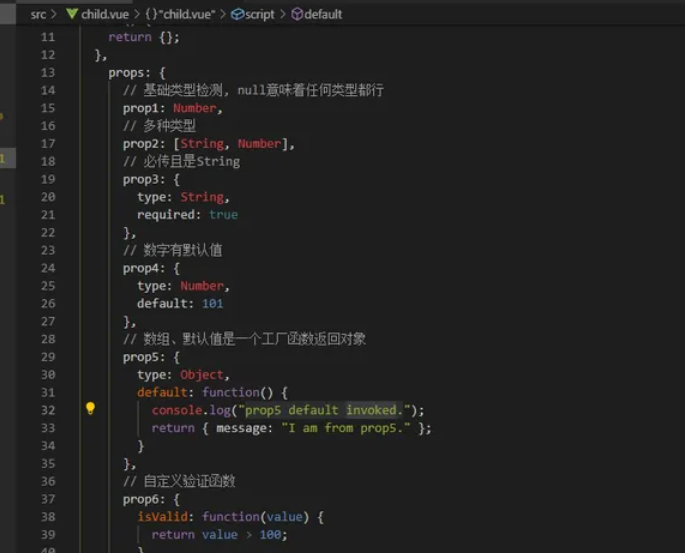 src > child.vue > {} "child.vue" > script > default
11 return {};
12 },
13 props: {
14 // 基础类型检测, null意味着任何类型都行
15 prop1: Number,
16 // 多种类型
17 prop2: [String, Number],
18 // 必传且是String
19 prop3: {
20 type: String,
21 required: true
22 },
23 // 数字有默认值
24 prop4: {
25 type: Number,
26 default: 101
27 },
28 // 数组、默认值是一个工厂函数返回对象
29 prop5: {
30 type: Object,
31 default: function() {
32 console.log("prop5 default invoked.");
33 return { message: "I am from prop5." };
34 }
35 },
36 // 自定义验证函数
37 prop6: {
38 isValid: function(value) {
39 return value > 100;
40 }